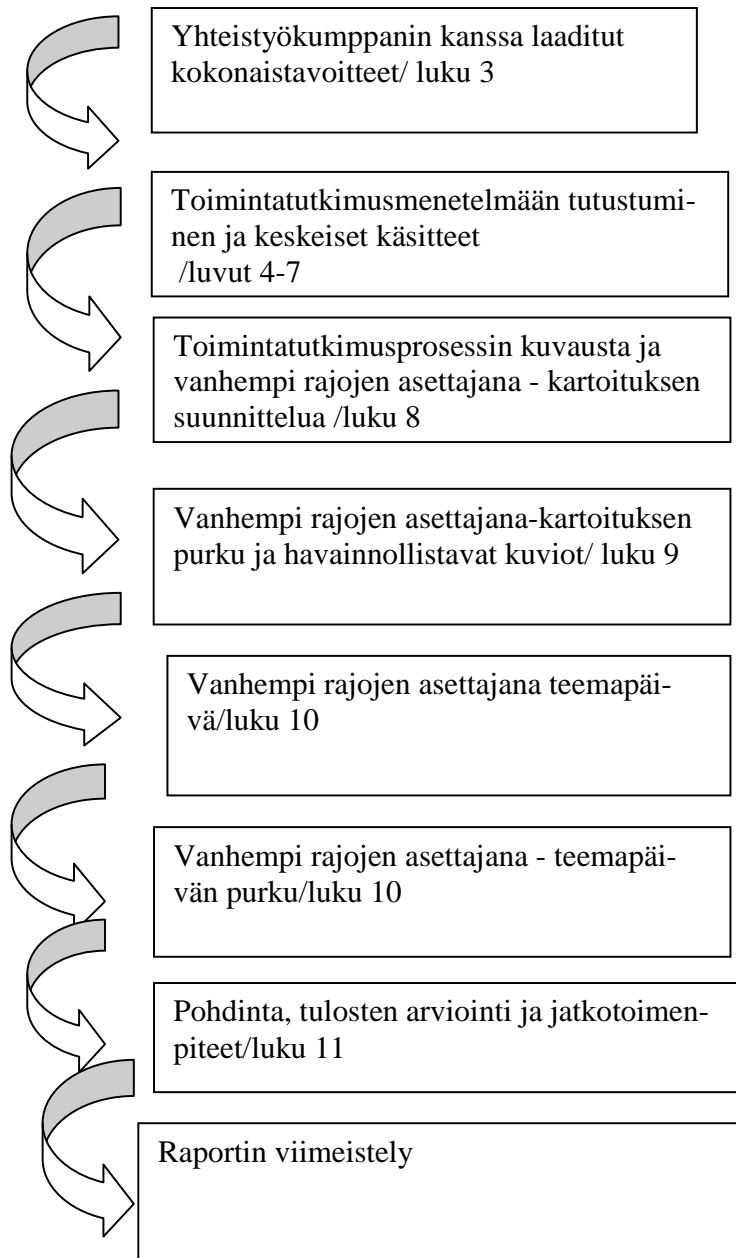 Yhteistyökumppanin kanssa laaditut
kokonaistavoitteet/ luku 3
Toimintatutkimusmenetelmään tutustumi-
nen ja keskeiset käsitteet
/luvut 4-7
Toimintatutkimusprosessin kuvausta ja
vanhempi rajojen asettajana - kartoituksen
suunnittelua /luku 8
Vanhempi rajojen asettajana-kartoituksen
purku ja havainnollistavat kuviot/ luku 9
Vanhempi rajojen asettajana teemapäi-
vä/luku 10
Vanhempi rajojen asettajana - teemapäi-
vän purku/luku 10
Pohdinta, tulosten arviointi ja jatkotoimen-
piteet/luku 11
Raportin viimeistely